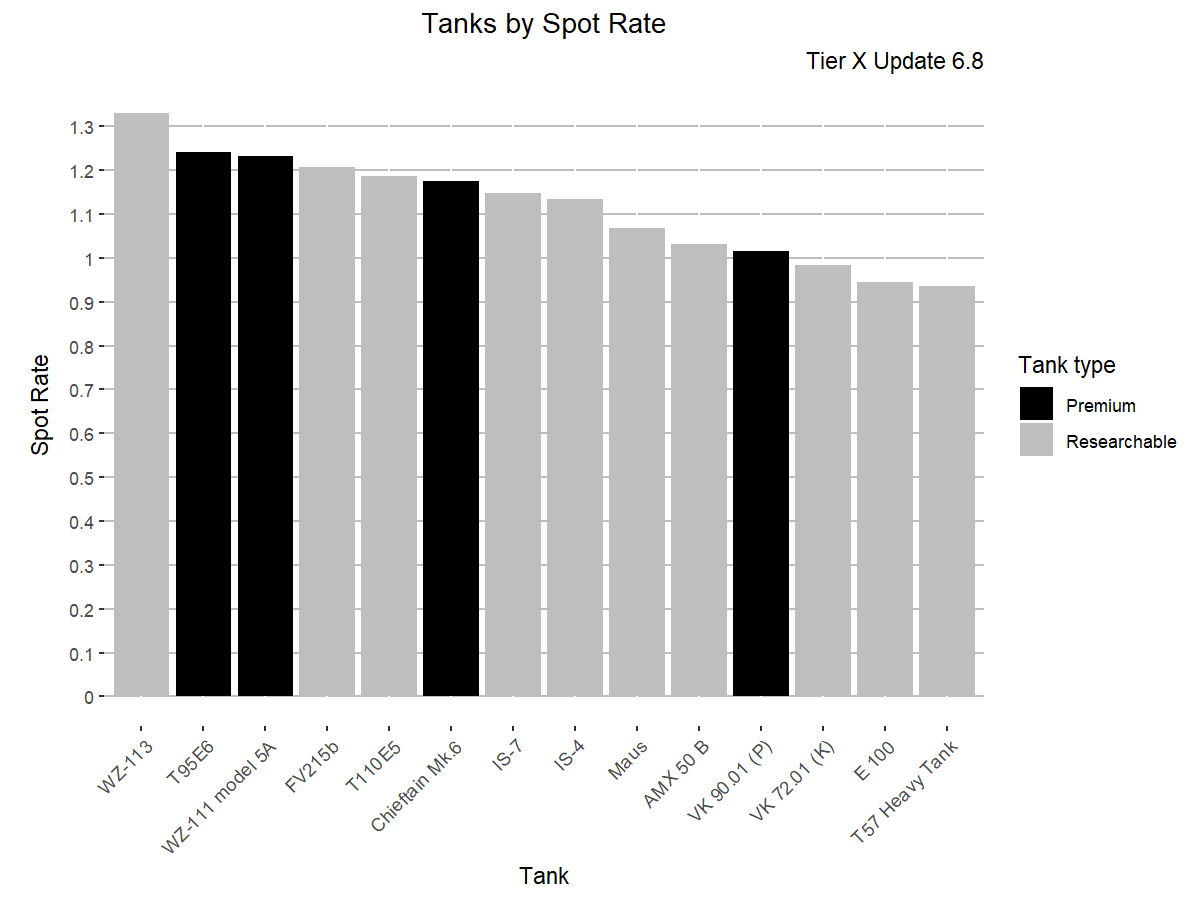 Tanks by Spot Rate
Tier X Update 6.8
Spot Rate
1.3
1.2
1.1
1
0.9
0.8
0.7
0.6
0.5
0.4
0.3
0.2
0.1
0
WZ-113
T95E6
WZ-111 model 5A
FV215b
T110E5
Chieftain Mk.6
IS-7
IS-4
Maus
AMX 50 B
VK 90.01 (P)
VK 72.01 (K)
E 100
T57 Heavy Tank
Tank
Tank type
Premium
Researchable